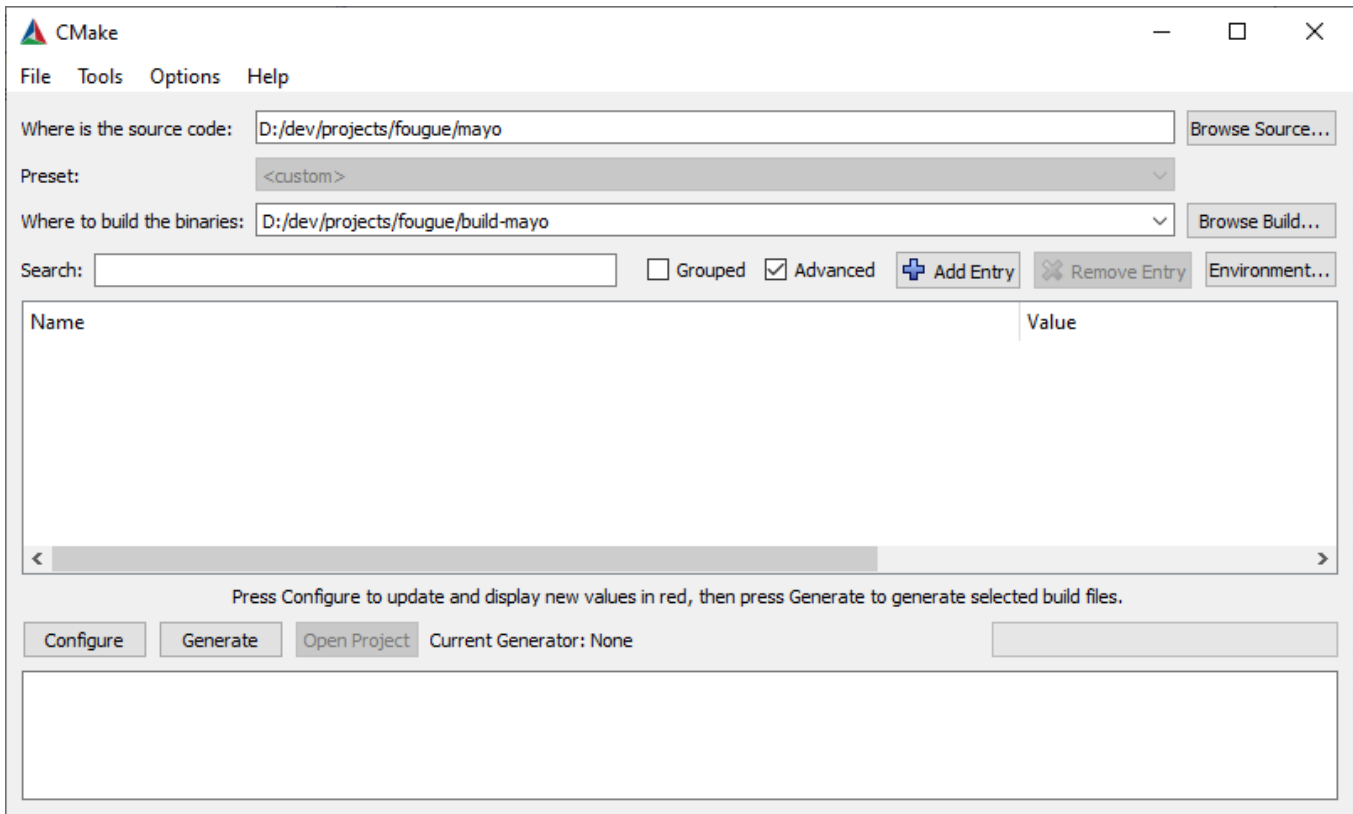 CMake
File Tools Options Help
Where is the source code: D:/dev/projects/fougue/mayo Browse Source...
Preset: <custom>
Where to build the binaries: D:/dev/projects/fougue/build-mayo Browse Build...
Search: Grouped Advanced Add Entry Remove Entry Environment...
Name Value
Press Configure to update and display new values in red, then press Generate to generate selected build files.
Configure Generate Open Project Current Generator: None